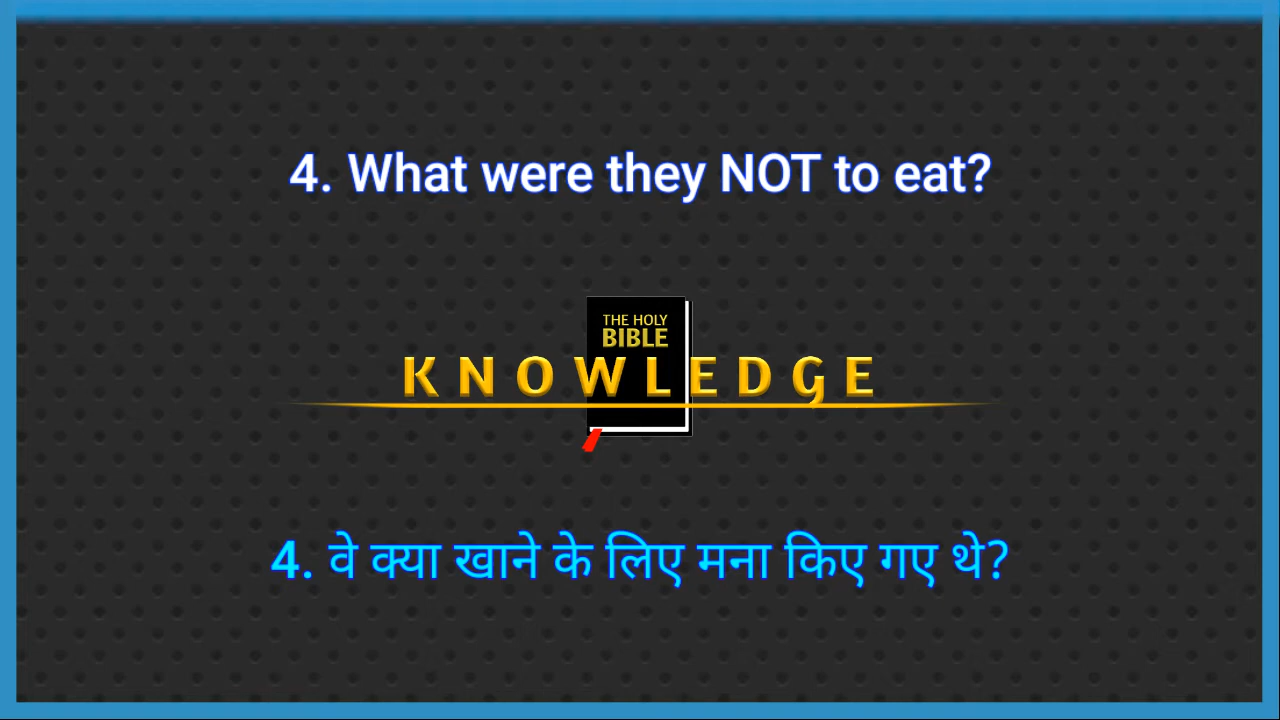 4. What were they NOT to eat?
THE HOLY
BIBLE
KNOWLEDGE
4. वे क्या खाने के लिए मना किए गए थे?